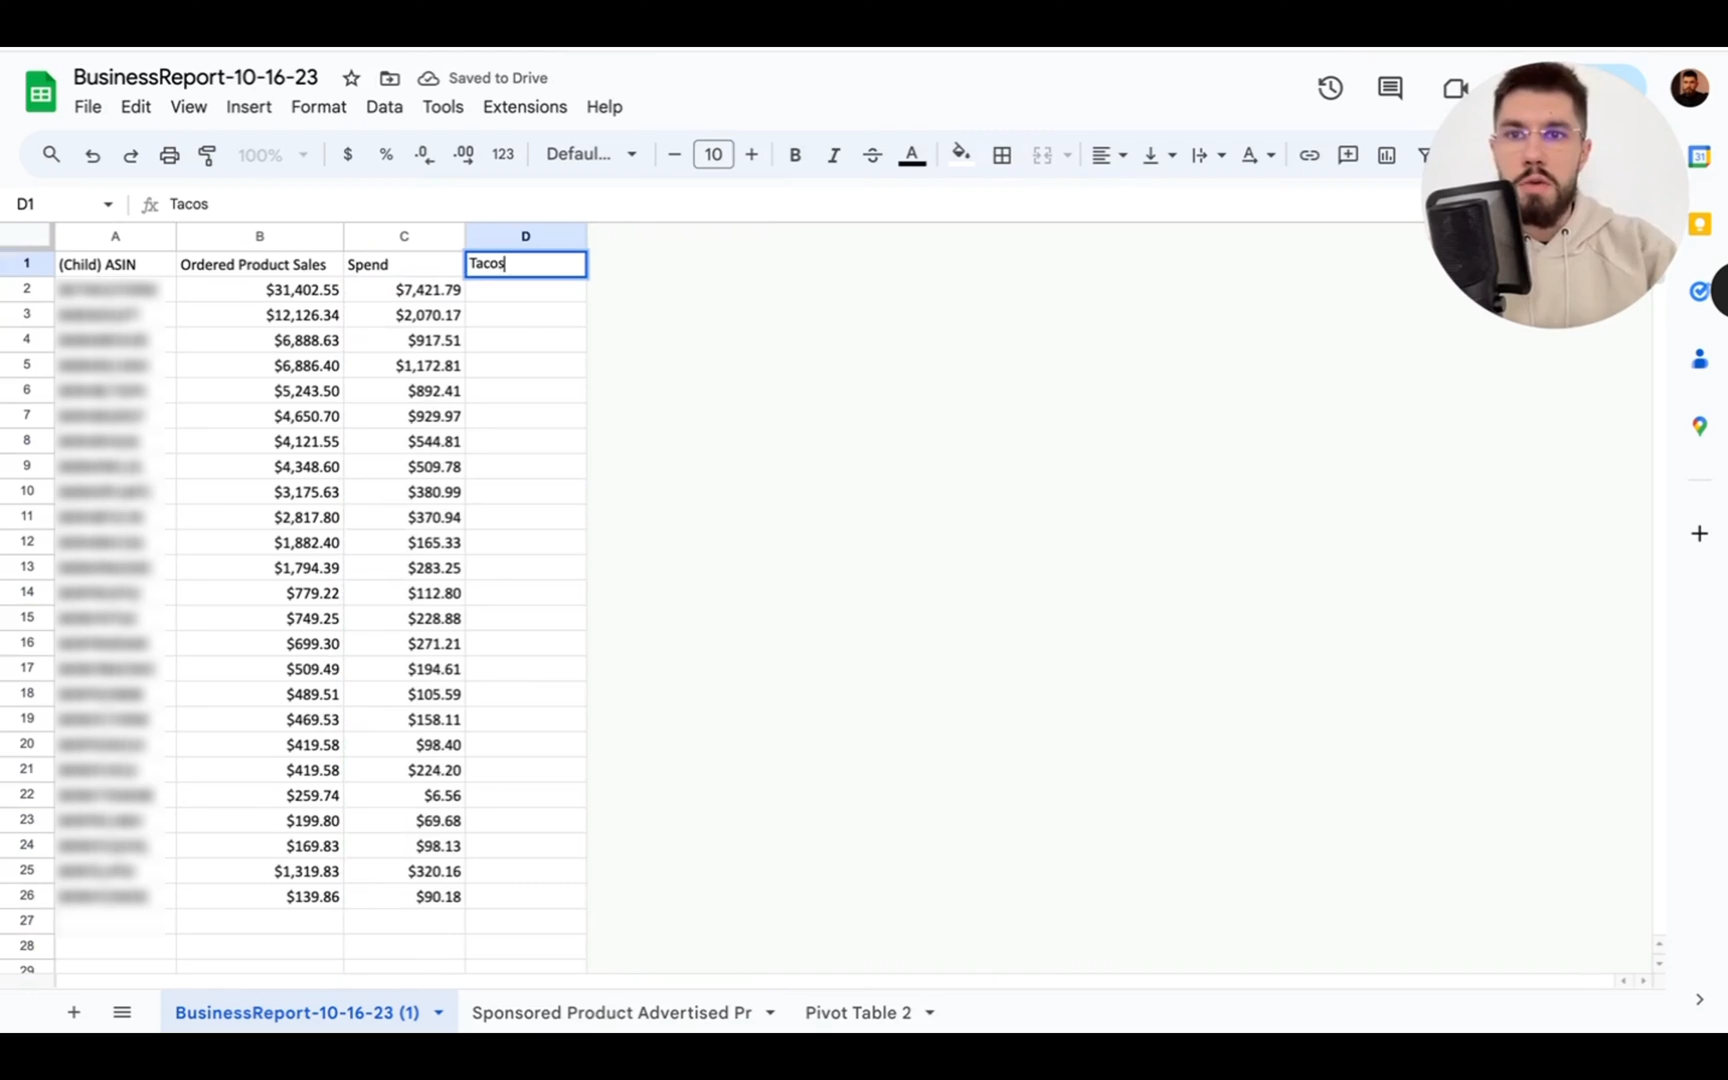 BusinessReport-10-16-23 Saved to Drive
File Edit View Insert Format Data Tools Extensions Help
100% $ % .0 .00 123 Defaul... 10 B I A
D1 fx Tacos
A B C D
1 (Child) ASIN Ordered Product Sales Spend Tacos
2 $31,402.55 $7,421.79
3 $12,126.34 $2,070.17
4 $6,888.63 $917.51
5 $6,886.40 $1,172.81
6 $5,243.50 $892.41
7 $4,650.70 $929.97
8 $4,121.55 $544.81
9 $4,348.60 $509.78
10 $3,175.63 $380.99
11 $2,817.80 $370.94
12 $1,882.40 $165.33
13 $1,794.39 $283.25
14 $779.22 $112.80
15 $749.25 $228.88
16 $699.30 $271.21
17 $509.49 $194.61
18 $489.51 $105.59
19 $469.53 $158.11
20 $419.58 $98.40
21 $419.58 $224.20
22 $259.74 $6.56
23 $199.80 $69.68
24 $169.83 $98.13
25 $1,319.83 $320.16
26 $139.86 $90.18
27
28
29
31
BusinessReport-10-16-23 (1) Sponsored Product Advertised Pr Pivot Table 2